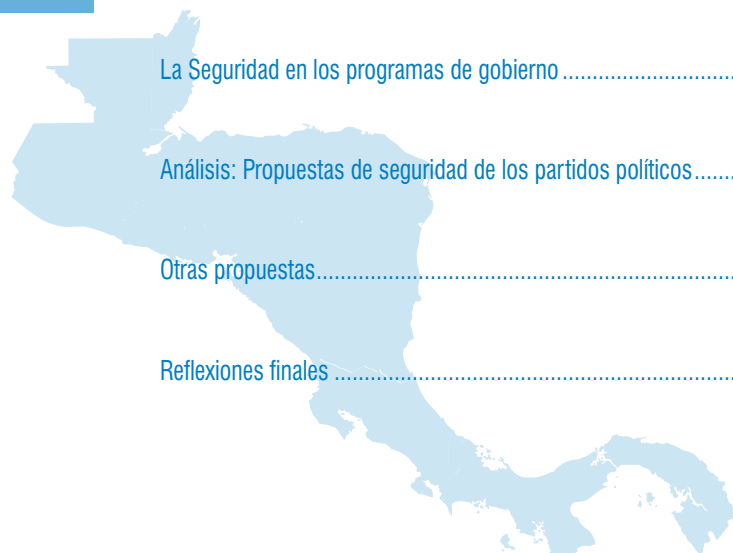 La Seguridad en los programas de gobierno .............................
Análisis: Propuestas de seguridad de los partidos políticos.......
Otras propuestas......................................................................
Reflexiones finales ...................................................................